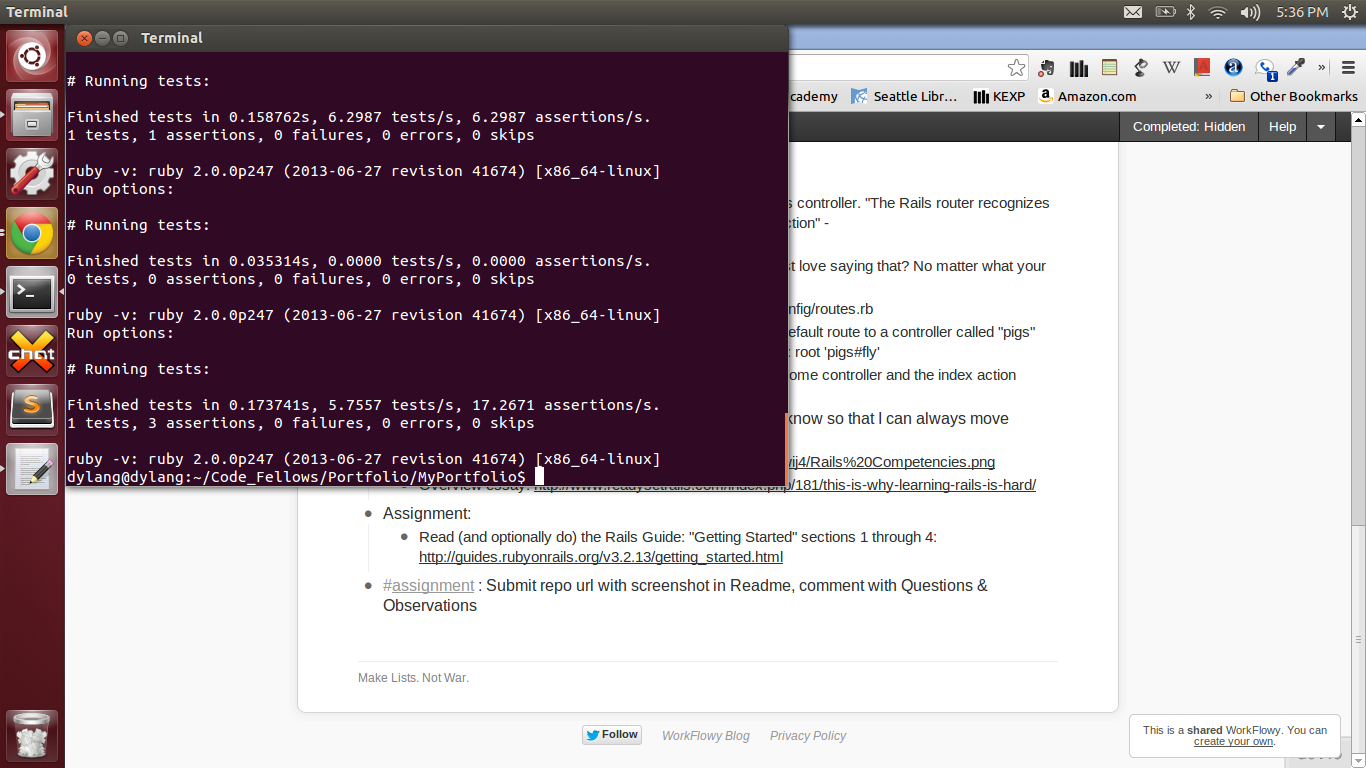 Terminal
5:36 PM
Terminal
# Running tests:
Finished tests in 0.158762s, 6.2987 tests/s, 6.2987 assertions/s.
1 tests, 1 assertions, 0 failures, 0 errors, 0 skips
ruby -v: ruby 2.0.0p247 (2013-06-27 revision 41674) [x86_64-linux]
Run options:
# Running tests:
Finished tests in 0.035314s, 0.0000 tests/s, 0.0000 assertions/s.
0 tests, 0 assertions, 0 failures, 0 errors, 0 skips
ruby -v: ruby 2.0.0p247 (2013-06-27 revision 41674) [x86_64-linux]
Run options:
# Running tests:
Finished tests in 0.173741s, 5.7557 tests/s, 17.2671 assertions/s.
1 tests, 3 assertions, 0 failures, 0 errors, 0 skips
ruby -v: ruby 2.0.0p247 (2013-06-27 revision 41674) [x86_64-linux]
dylang@dylang:~/Code_Fellows/Portfolio/MyPortfolio$
W
a
1
»
cademy Seattle Libr... KEXP Amazon.com » Other Bookmarks
Completed: Hidden Help
s controller. "The Rails router recognizes
ction" -
st love saying that? No matter what your
nfig/routes.rb
efault route to a controller called "pigs"
: root 'pigs#fly'
ome controller and the index action
know so that I can always move
vij4/Rails%20Competencies.png
Overview essay: http://www.readysetrails.com/index.php/181/this-is-why-learning-rails-is-hard/
Assignment:
Read (and optionally do) the Rails Guide: "Getting Started" sections 1 through 4:
http://guides.rubyonrails.org/v3.2.13/getting_started.html
#assignment : Submit repo url with screenshot in Readme, comment with Questions &
Observations
Make Lists. Not War.
Follow WorkFlowy Blog Privacy Policy
This is a shared WorkFlowy. You can
create your own.
chat
S